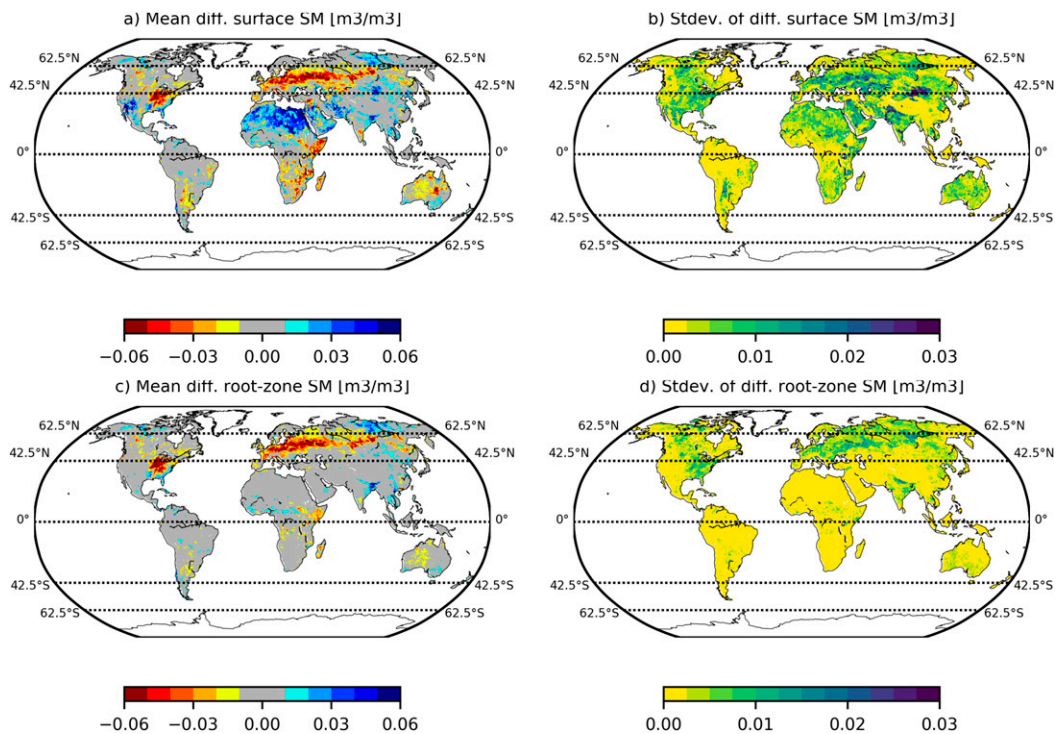 a) Mean diff. surface SM [m3/m3]
b) Stdev. of diff. surface SM [m3/m3]
62.5°N 62.5°N 62.5°N 62.5°N
42.5°N 42.5°N 42.5°N 42.5°N
0° 0° 0° 0°
42.5°S 42.5°S 42.5°S 42.5°S
62.5°S 62.5°S 62.5°S 62.5°S
−0.06 −0.03 0.00 0.03 0.06
0.00 0.01 0.02 0.03
c) Mean diff. root-zone SM [m3/m3]
d) Stdev. of diff. root-zone SM [m3/m3]
62.5°N 62.5°N 62.5°N 62.5°N
42.5°N 42.5°N 42.5°N 42.5°N
0° 0° 0° 0°
42.5°S 42.5°S 42.5°S 42.5°S
62.5°S 62.5°S 62.5°S 62.5°S
−0.06 −0.03 0.00 0.03 0.06
0.00 0.01 0.02 0.03